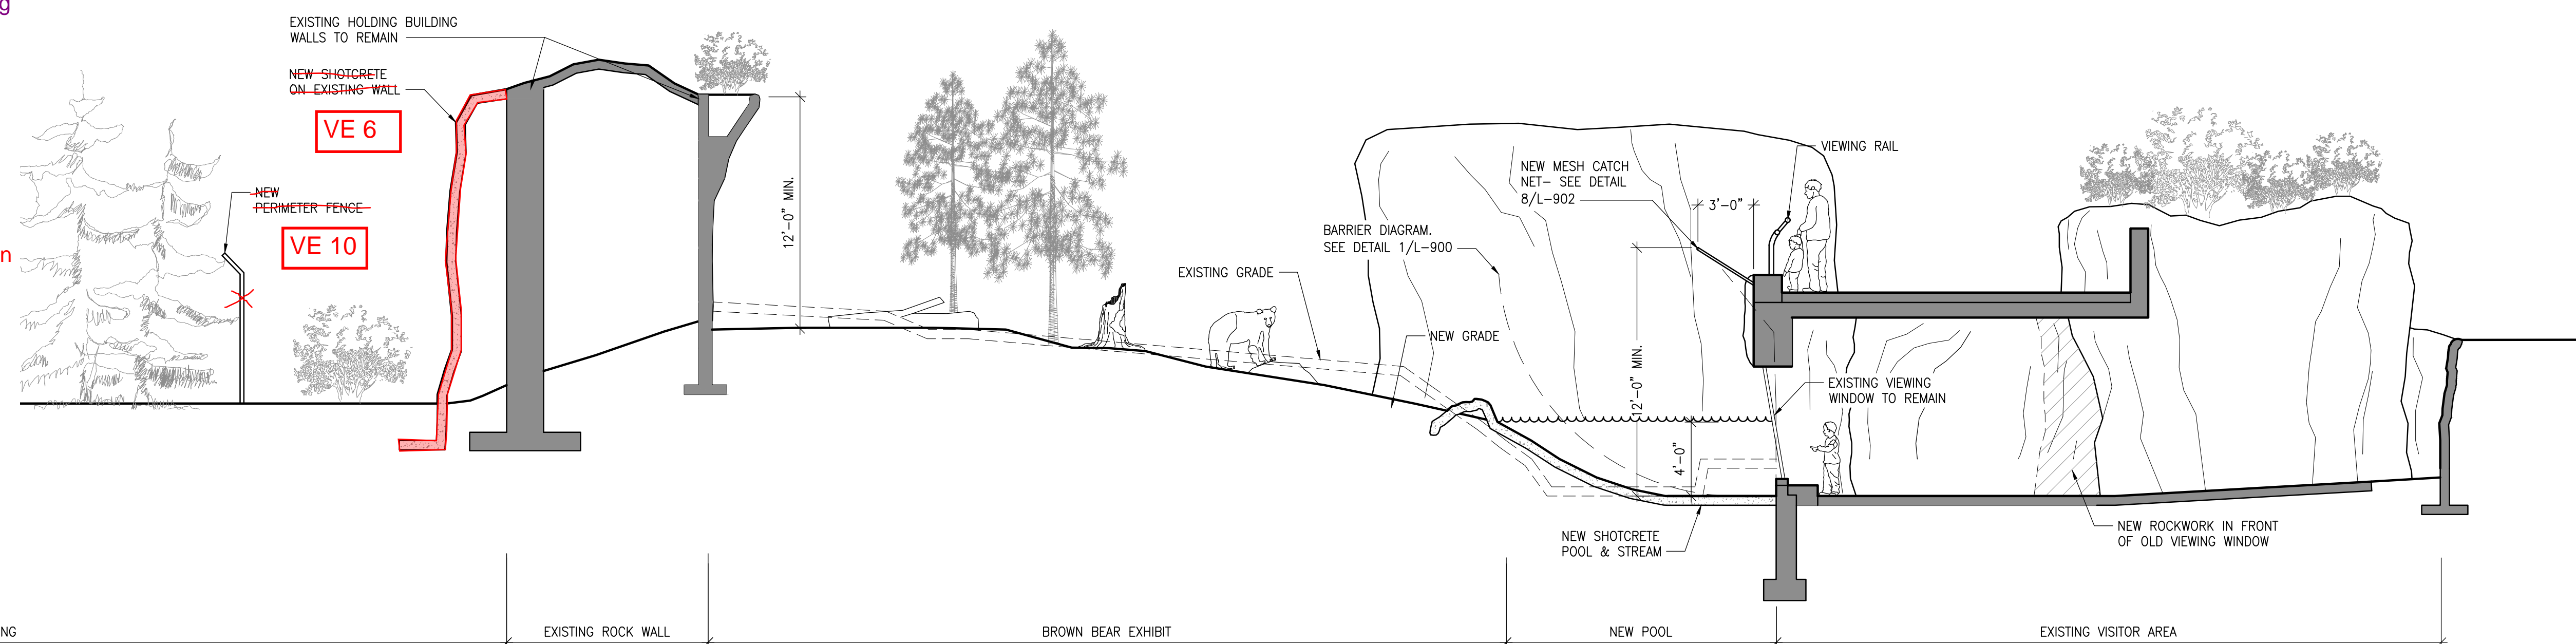 g
EXISTING HOLDING BUILDING
WALLS TO REMAIN
NEW SHOTCRETE
ON EXISTING WALL
VE 6
NEW
PERIMETER FENCE
VE 10
n
12'-0" MIN.
EXISTING GRADE
BARRIER DIAGRAM.
SEE DETAIL 1/L-900
NEW GRADE
NEW MESH CATCH
NET- SEE DETAIL
8/L-902
3'-0"
VIEWING RAIL
12'-0" MIN.
4'-0"
EXISTING VIEWING
WINDOW TO REMAIN
NEW SHOTCRETE
POOL & STREAM
NEW ROCKWORK IN FRONT
OF OLD VIEWING WINDOW
NG
EXISTING ROCK WALL
BROWN BEAR EXHIBIT
NEW POOL
EXISTING VISITOR AREA